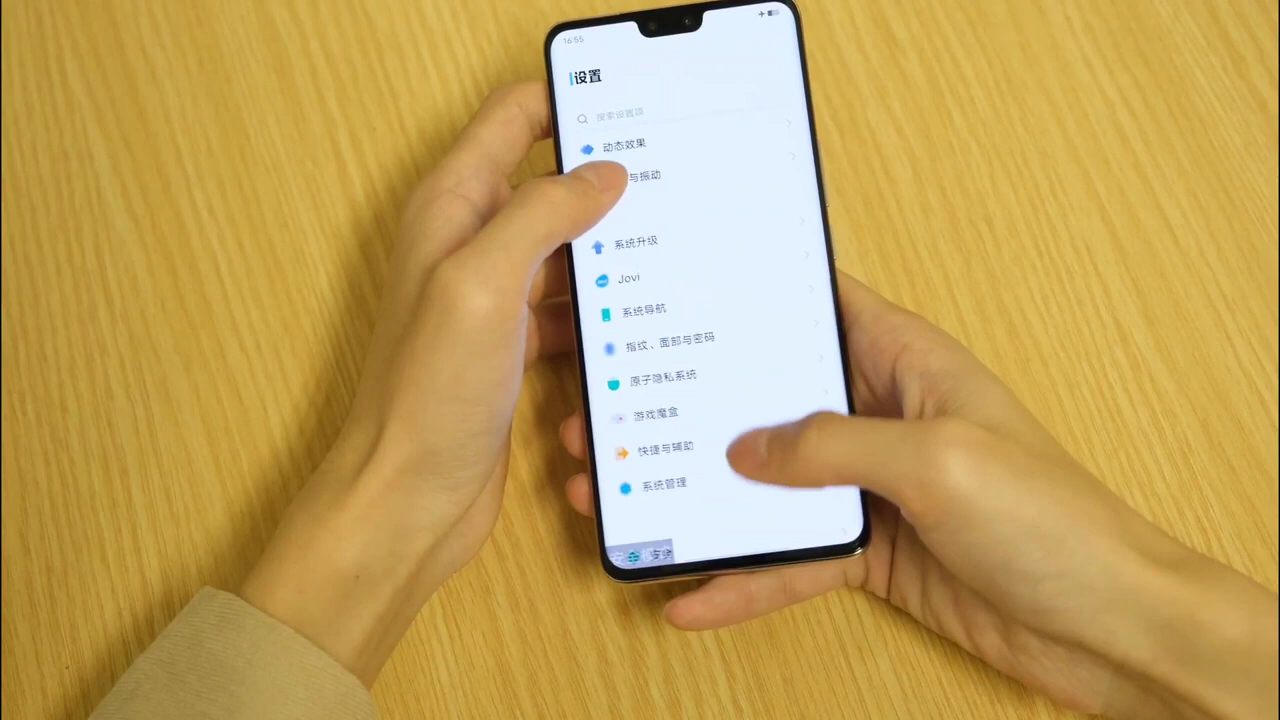 16:55
设置
搜索设置项
动态效果
与振动
系统升级
Jovi
系统导航
指纹、面部与密码
原子隐私系统
游戏魔盒
快捷与辅助
系统管理
安全